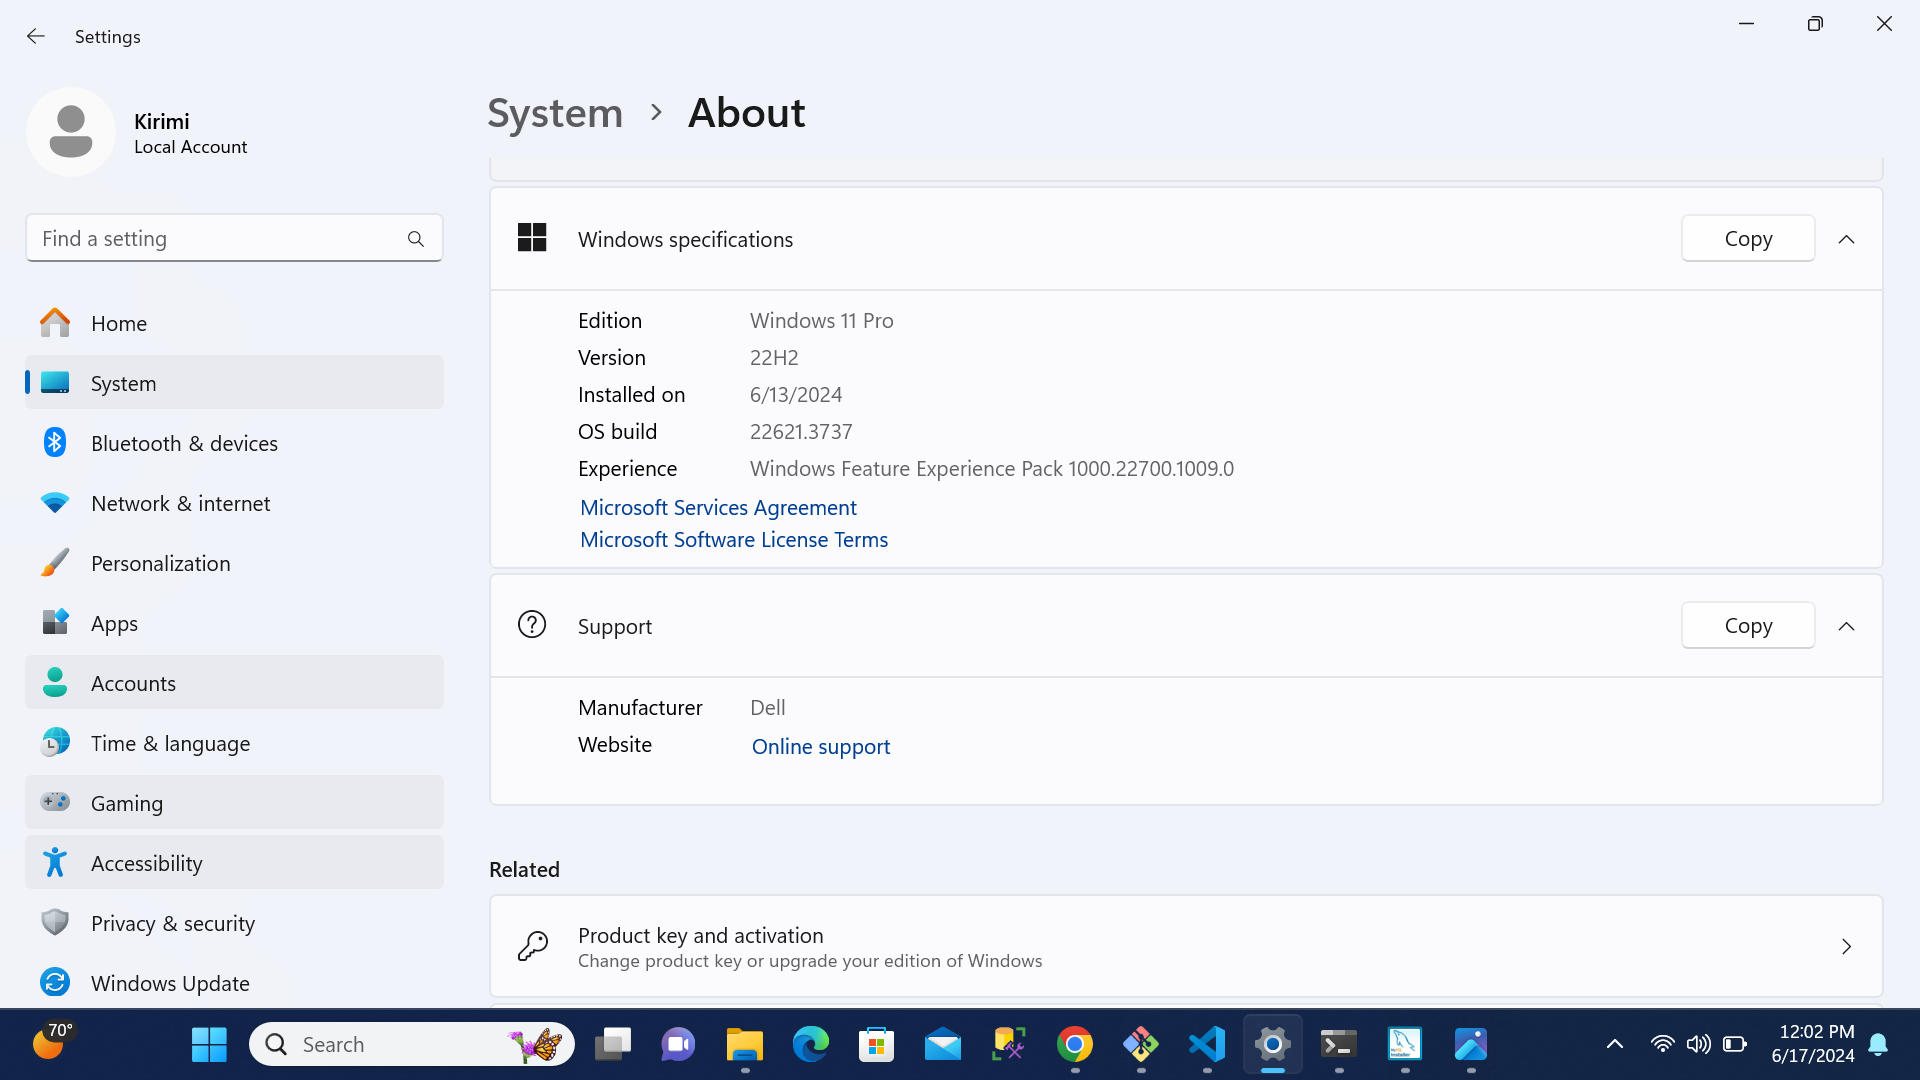 Settings
Kirimi
Local Account
Find a setting
Home
System
Bluetooth & devices
Network & internet
Personalization
Apps
Accounts
Time & language
Gaming
Accessibility
Privacy & security
Windows Update
System > About
Windows specifications
Copy
Edition Windows 11 Pro
Version 22H2
Installed on 6/13/2024
OS build 22621.3737
Experience Windows Feature Experience Pack 1000.22700.1009.0
Microsoft Services Agreement
Microsoft Software License Terms
Support
Copy
Manufacturer Dell
Website Online support
Related
Product key and activation
Change product key or upgrade your edition of Windows
70°
Search
12:02 PM
6/17/2024